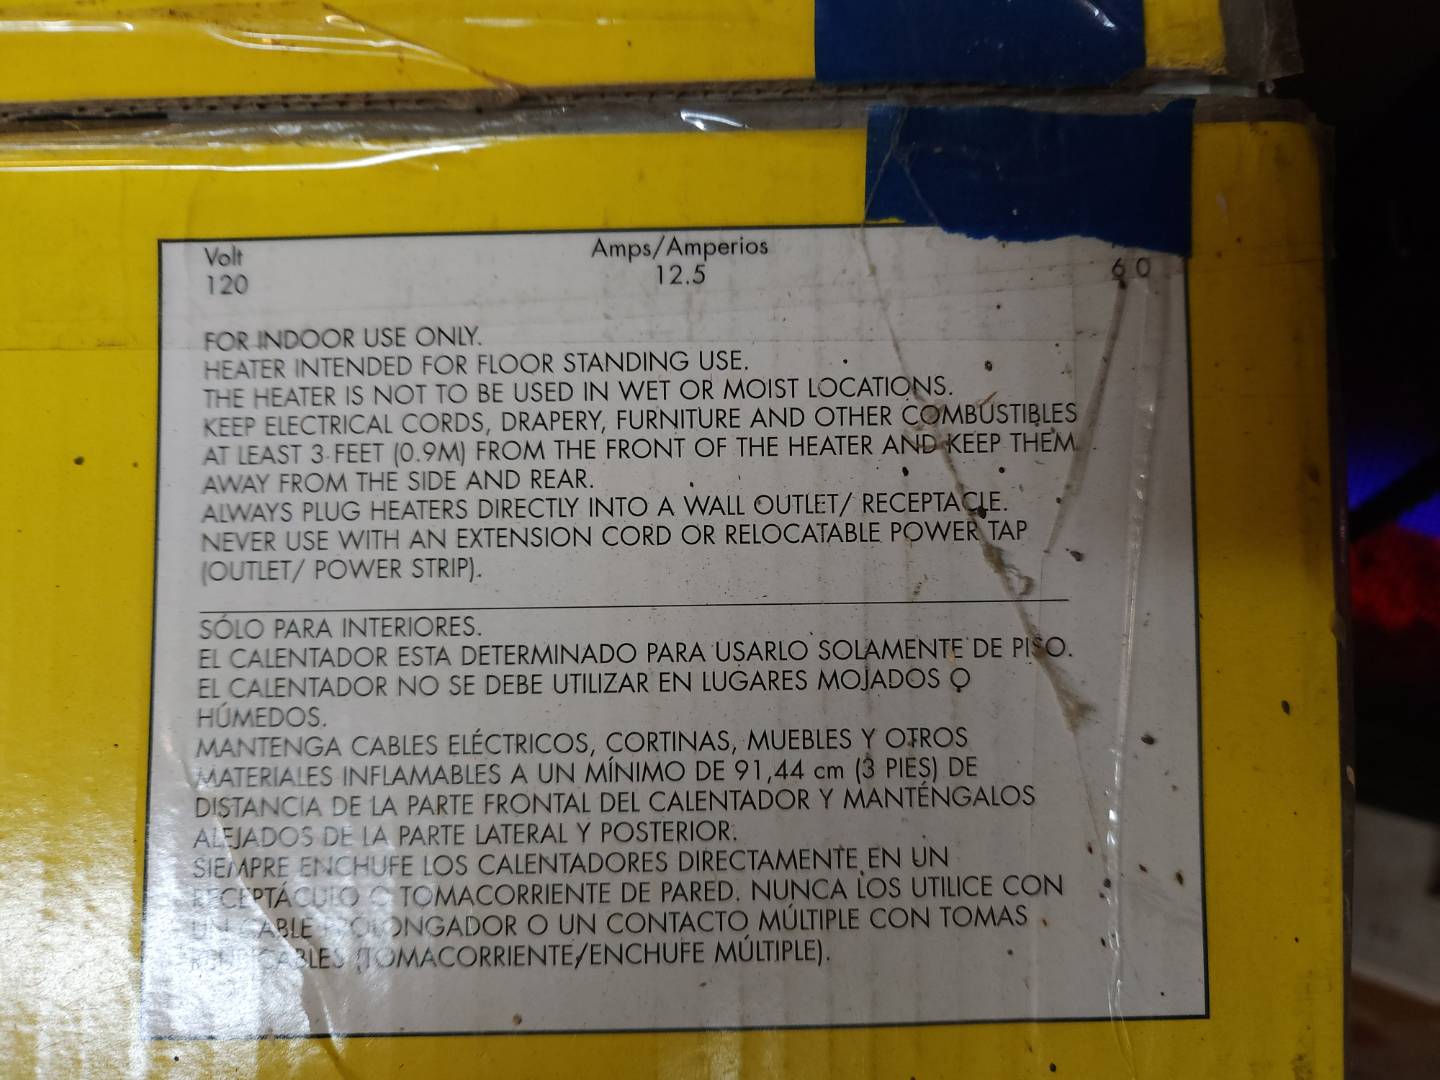 Volt Amps/Amperios
120 12.5 60
FOR INDOOR USE ONLY.
HEATER INTENDED FOR FLOOR STANDING USE.
THE HEATER IS NOT TO BE USED IN WET OR MOIST LOCATIONS.
KEEP ELECTRICAL CORDS, DRAPERY, FURNITURE AND OTHER COMBUSTIBLES
AT LEAST 3 FEET (0.9M) FROM THE FRONT OF THE HEATER AND KEEP THEM
AWAY FROM THE SIDE AND REAR.
ALWAYS PLUG HEATERS DIRECTLY INTO A WALL OUTLET/ RECEPTACLE.
NEVER USE WITH AN EXTENSION CORD OR RELOCATABLE POWER TAP
(OUTLET/ POWER STRIP).
SÓLO PARA INTERIORES.
EL CALENTADOR ESTA DETERMINADO PARA USARLO SOLAMENTE DE PISO.
EL CALENTADOR NO SE DEBE UTILIZAR EN LUGARES MOJADOS O
HÚMEDOS.
MANTENGA CABLES ELÉCTRICOS, CORTINAS, MUEBLES Y OTROS
MATERIALES INFLAMABLES A UN MÍNIMO DE 91,44 cm (3 PIES) DE
DISTANCIA DE LA PARTE FRONTAL DEL CALENTADOR Y MANTÉNGALOS
ALEJADOS DE LA PARTE LATERAL Y POSTERIOR.
SIEMPRE ENCHUFE LOS CALENTADORES DIRECTAMENTE EN UN
RECEPTÁCULO O TOMACORRIENTE DE PARED. NUNCA LOS UTILICE CON
UN CABLE PROLONGADOR O UN CONTACTO MÚLTIPLE CON TOMAS
(TOMACORRIENTE/ENCHUFE MÚLTIPLE).